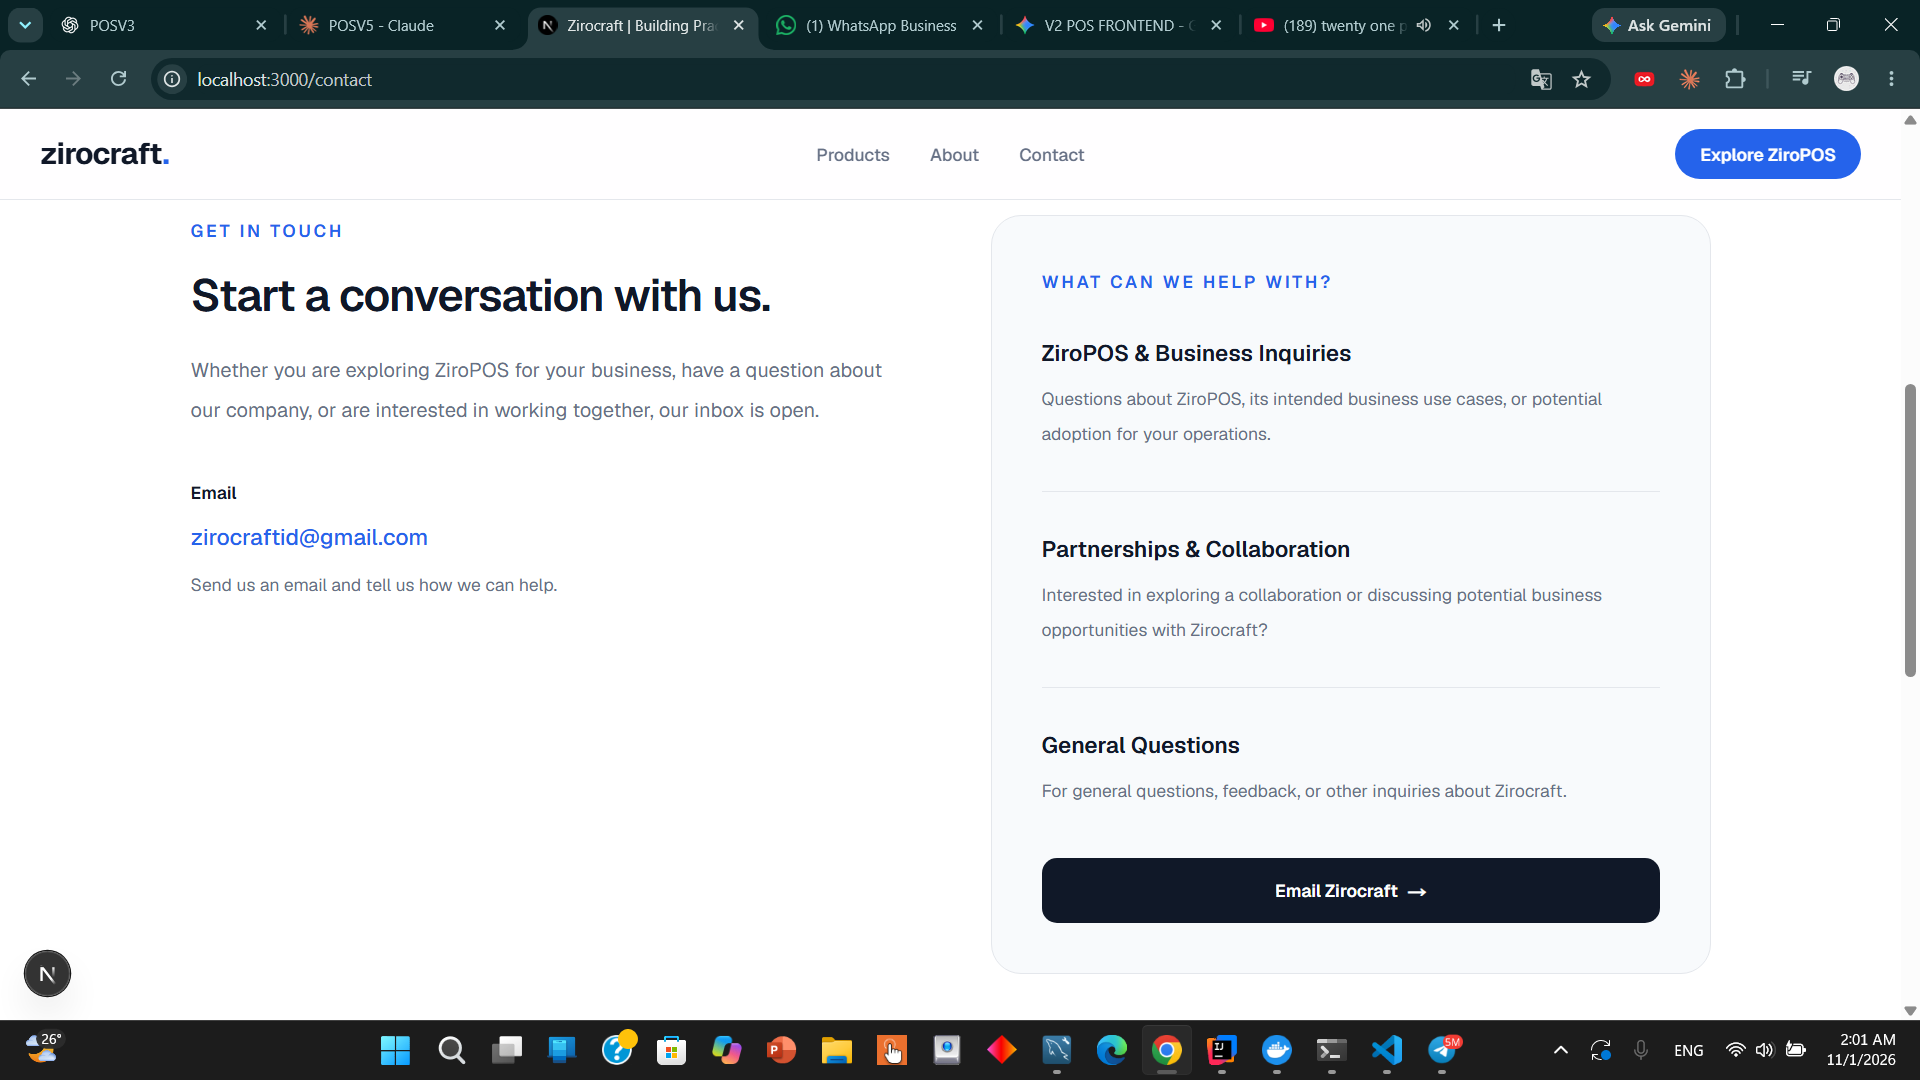 POSV3
POSV5 - Claude
Zirocraft | Building Pra
(1) WhatsApp Business
V2 POS FRONTEND -
(189) twenty one p
Ask Gemini
localhost:3000/contact
zirocraft.
Products
About
Contact
Explore ZiroPOS
GET IN TOUCH
Start a conversation with us.
Whether you are exploring ZiroPOS for your business, have a question about
our company, or are interested in working together, our inbox is open.
Email
zirocraftid@gmail.com
Send us an email and tell us how we can help.
WHAT CAN WE HELP WITH?
ZiroPOS & Business Inquiries
Questions about ZiroPOS, its intended business use cases, or potential
adoption for your operations.
Partnerships & Collaboration
Interested in exploring a collaboration or discussing potential business
opportunities with Zirocraft?
General Questions
For general questions, feedback, or other inquiries about Zirocraft.
Email Zirocraft →
N
26°
5M
ENG
2:01 AM
11/1/2026